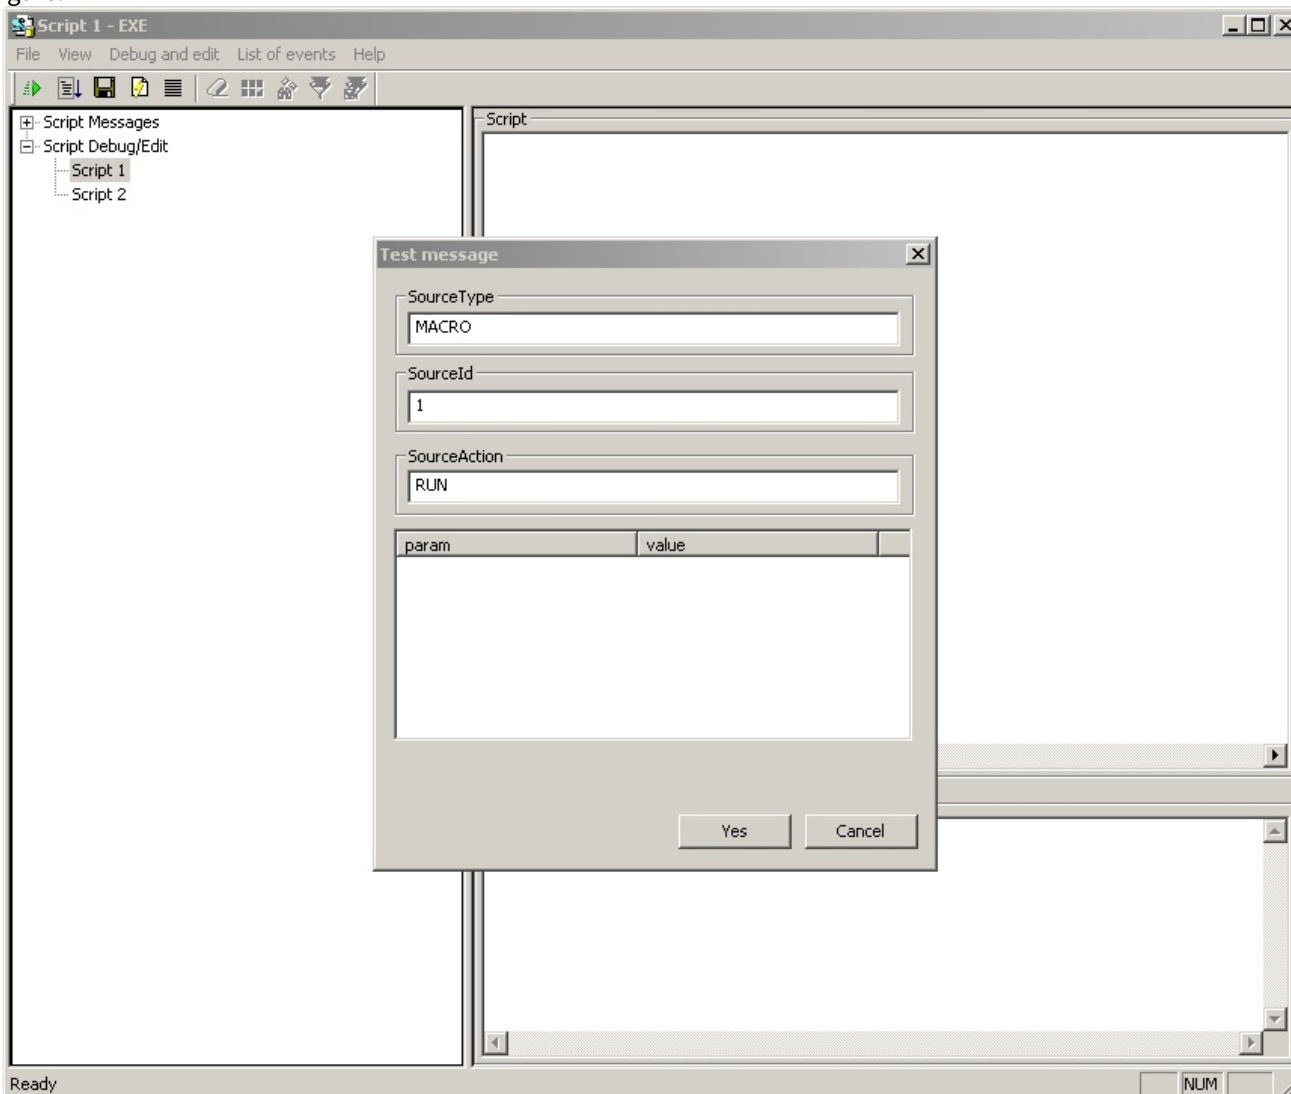 Script 1 - EXE
File View Debug and edit List of events Help
Script Messages
Script Debug/Edit
Script 1
Script 2
Script
Test message
SourceType
MACRO
SourceId
1
SourceAction
RUN
param value
Yes Cancel
Ready NUM